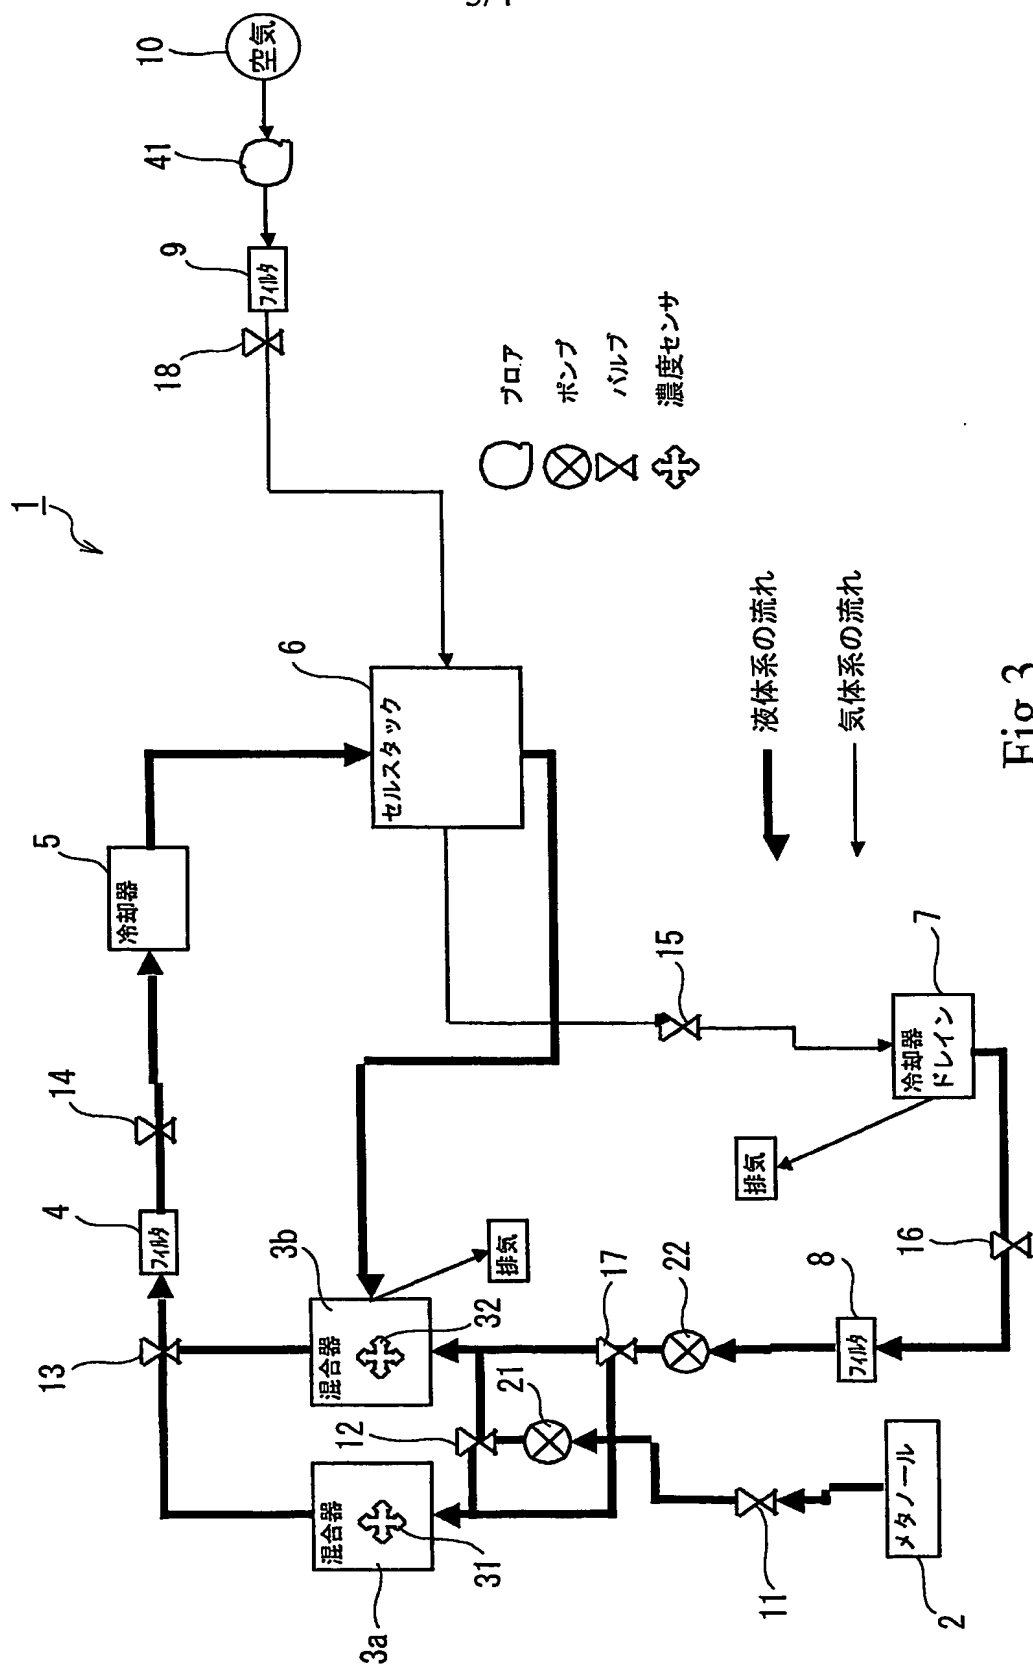 1
10
空気
41
9
フィルタ
18
ブロア
ポンプ
バルブ
濃度センサ
6
セルスタック
5
冷却器
14
4
フィルタ
13
3b
混合器
32
排気
3a
混合器
31
12
21
17
22
8
フィルタ
11
2
メタノール
15
7
冷却器
ドレイン
排気
16
液体系の流れ
気体系の流れ